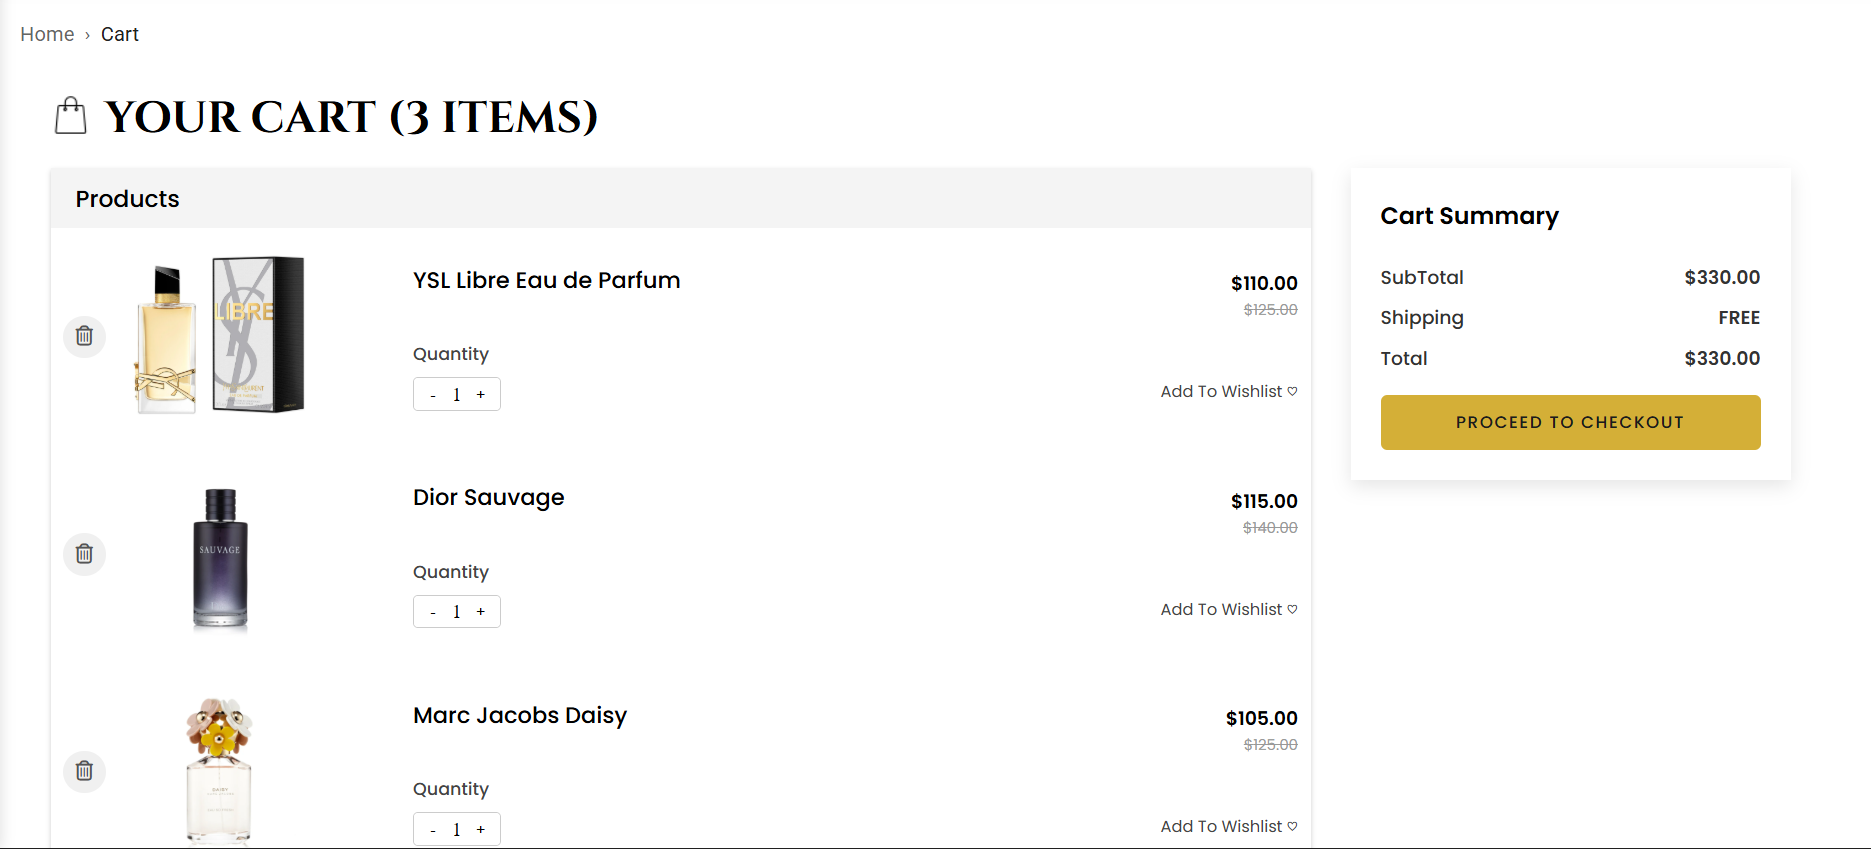 Home › Cart
YOUR CART (3 ITEMS)
Products
LIBRE
YSL Libre Eau de Parfum
$110.00
$125.00
Quantity
- 1 +
Add To Wishlist ♡
SAUVAGE
Dior Sauvage
$115.00
$140.00
Quantity
- 1 +
Add To Wishlist ♡
DAISY
Marc Jacobs Daisy
$105.00
$125.00
Quantity
- 1 +
Add To Wishlist ♡
Cart Summary
SubTotal $330.00
Shipping FREE
Total $330.00
PROCEED TO CHECKOUT